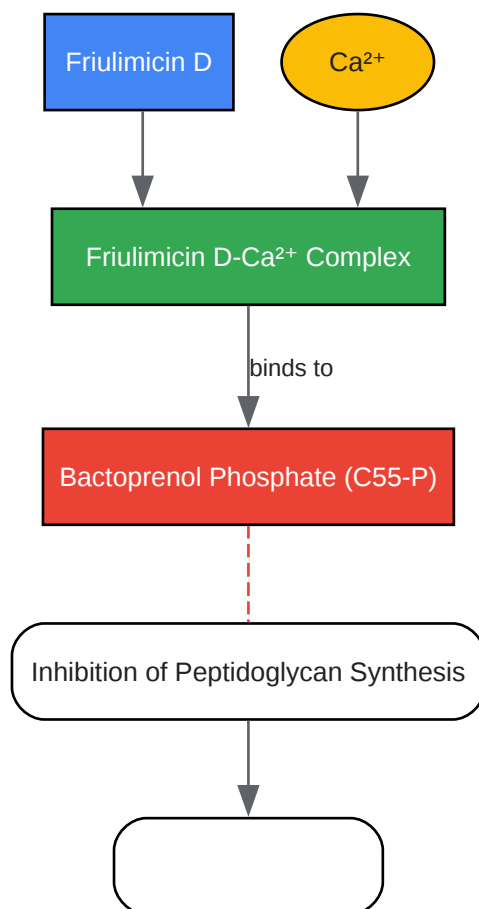 Friulimicin D
Ca²⁺
Friulimicin D-Ca²⁺ Complex
binds to
Bactoprenol Phosphate (C55-P)
Inhibition of Peptidoglycan Synthesis